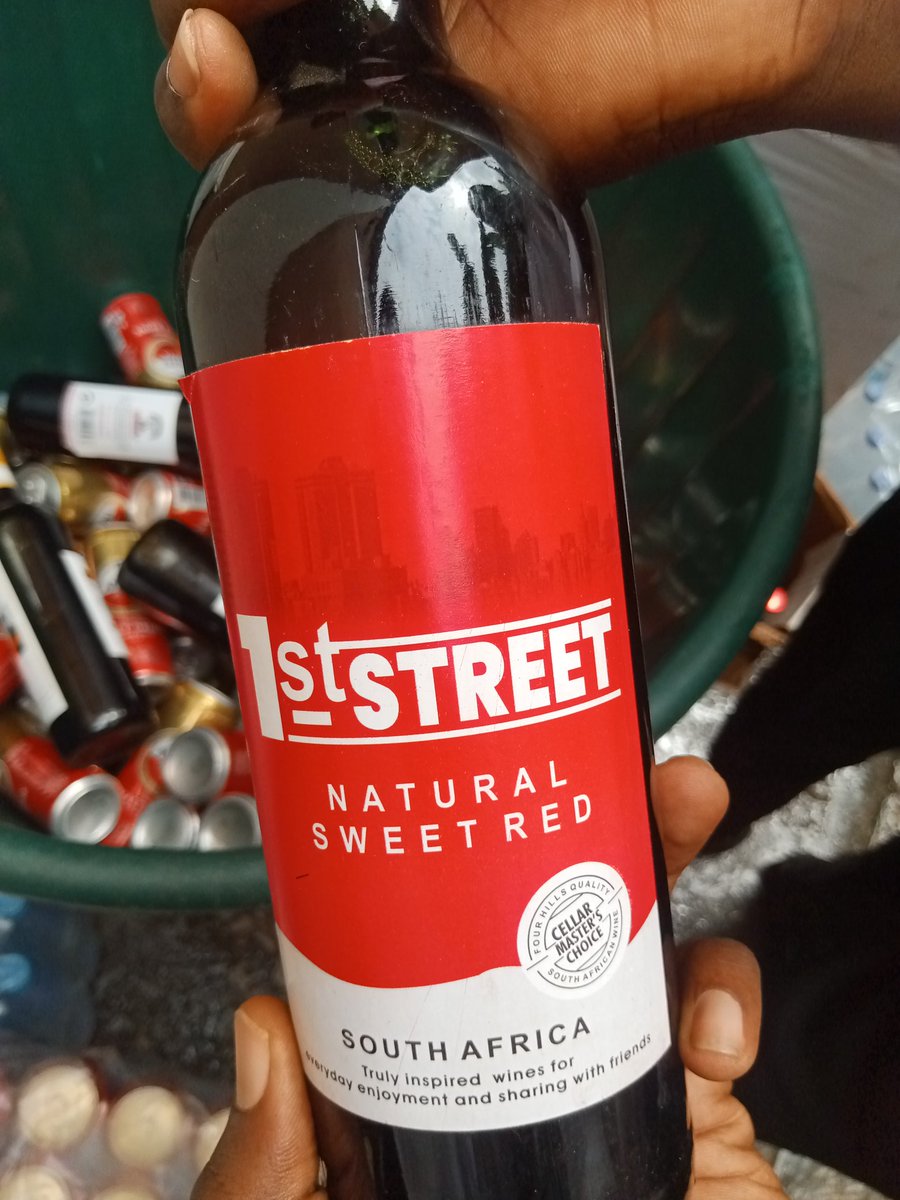 1st STREET
NATURAL
SWEET RED
FOUR HILLS QUALITY
CELLAR
MASTER'S
CHOICE
SOUTH AFRICAN WINE
SOUTH AFRICA
Truly inspired wines for
everyday enjoyment and sharing with friends